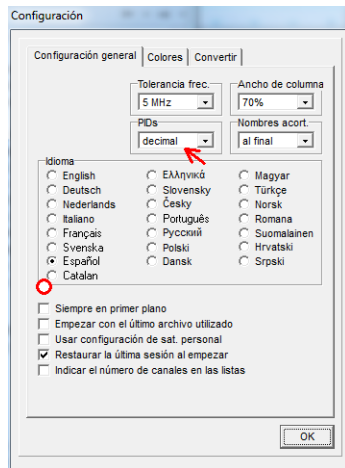 Configuración
Configuración general Colores Convertir
Tolerancia frec. Ancho de columna
5 MHz 70%
PIDs Nombres acort.
decimal al final
Idioma
English Ελληνικά Magyar
Deutsch Slovensky Türkçe
Nederlands Česky Norsk
Italiano Português Romana
Français Русский Suomalainen
Svenska Polski Hrvatski
Español Dansk Srpski
Catalan
Siempre en primer plano
Empezar con el último archivo utilizado
Usar configuración de sat. personal
Restaurar la última sesión al empezar
Indicar el número de canales en las listas
OK